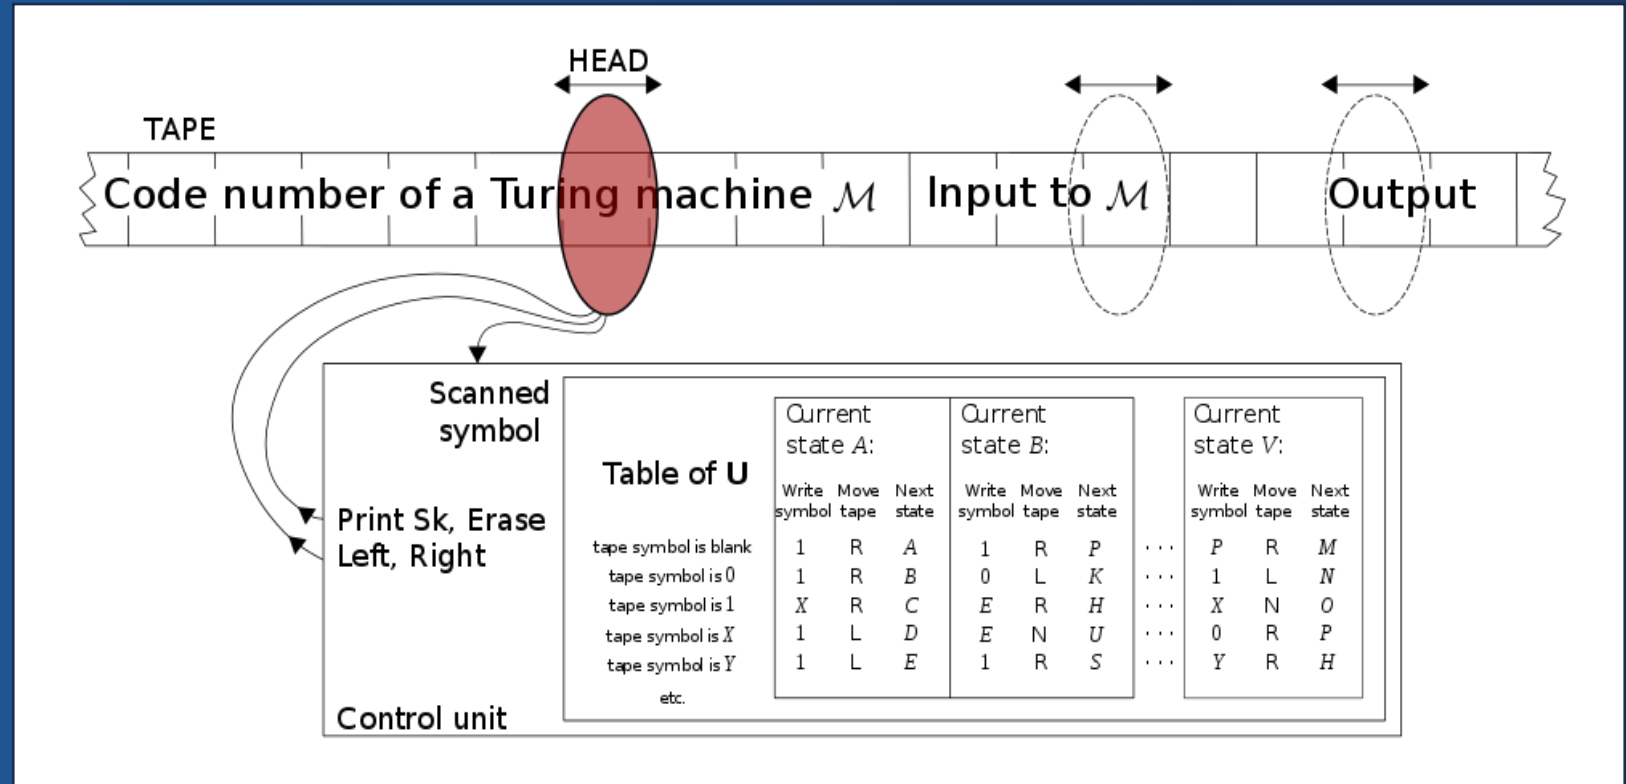 HEAD
TAPE
Code number of a Turing machine ℳ Input to ℳ Output
Scanned
symbol
Print Sk, Erase
Left, Right
Control unit
Table of U
Current Current Current
state A: state B: state V:
Write Move Next Write Move Next Write Move Next
symbol tape state symbol tape state symbol tape state
tape symbol is blank 1 R A 1 R P ··· P R M
tape symbol is 0 1 R B 0 L K ··· 1 L N
tape symbol is 1 X R C E R H ··· X N O
tape symbol is X 1 L D E N U ··· 0 R P
tape symbol is Y 1 L E 1 R S ··· Y R H
etc.